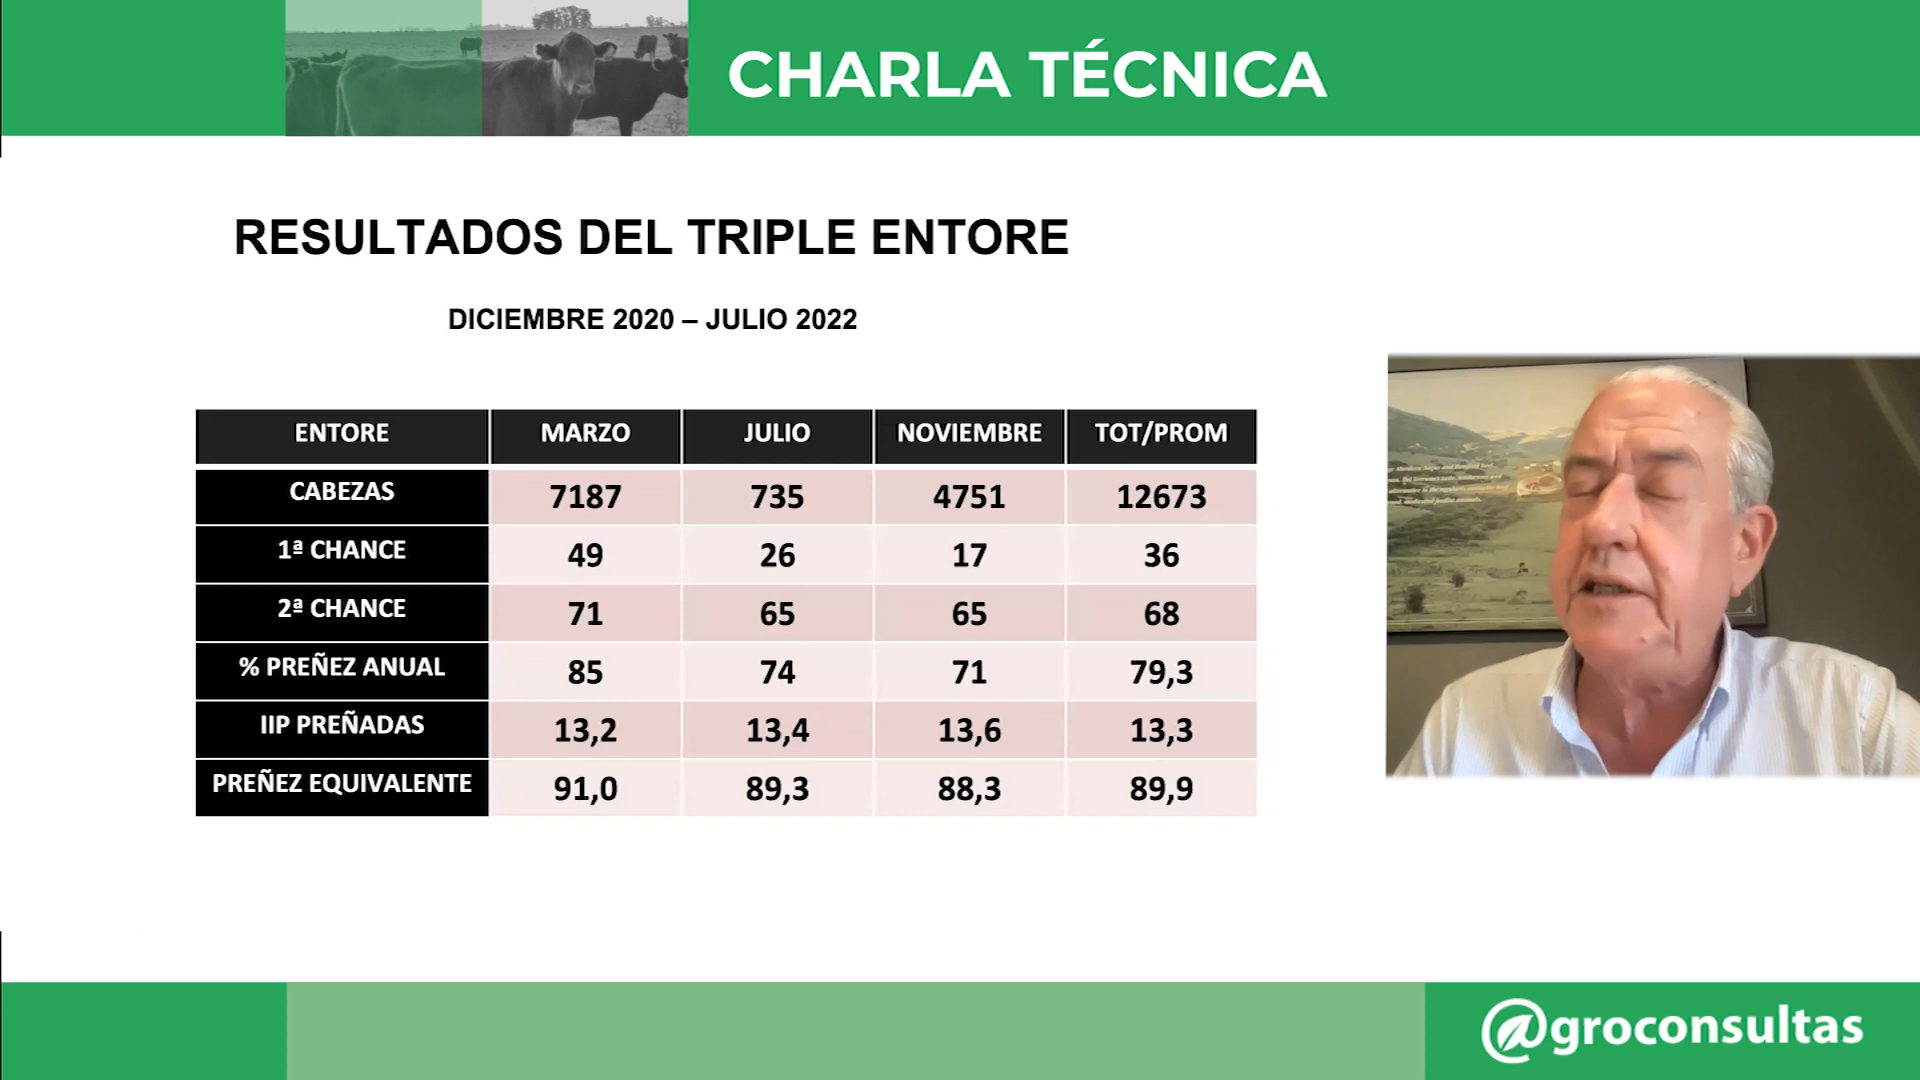 CHARLA TÉCNICA
RESULTADOS DEL TRIPLE ENTORE
DICIEMBRE 2020 – JULIO 2022
ENTORE MARZO JULIO NOVIEMBRE TOT/PROM
CABEZAS 7187 735 4751 12673
1ª CHANCE 49 26 17 36
2ª CHANCE 71 65 65 68
% PREÑEZ ANUAL 85 74 71 79,3
IIP PREÑADAS 13,2 13,4 13,6 13,3
PREÑEZ EQUIVALENTE 91,0 89,3 88,3 89,9
@groconsultas